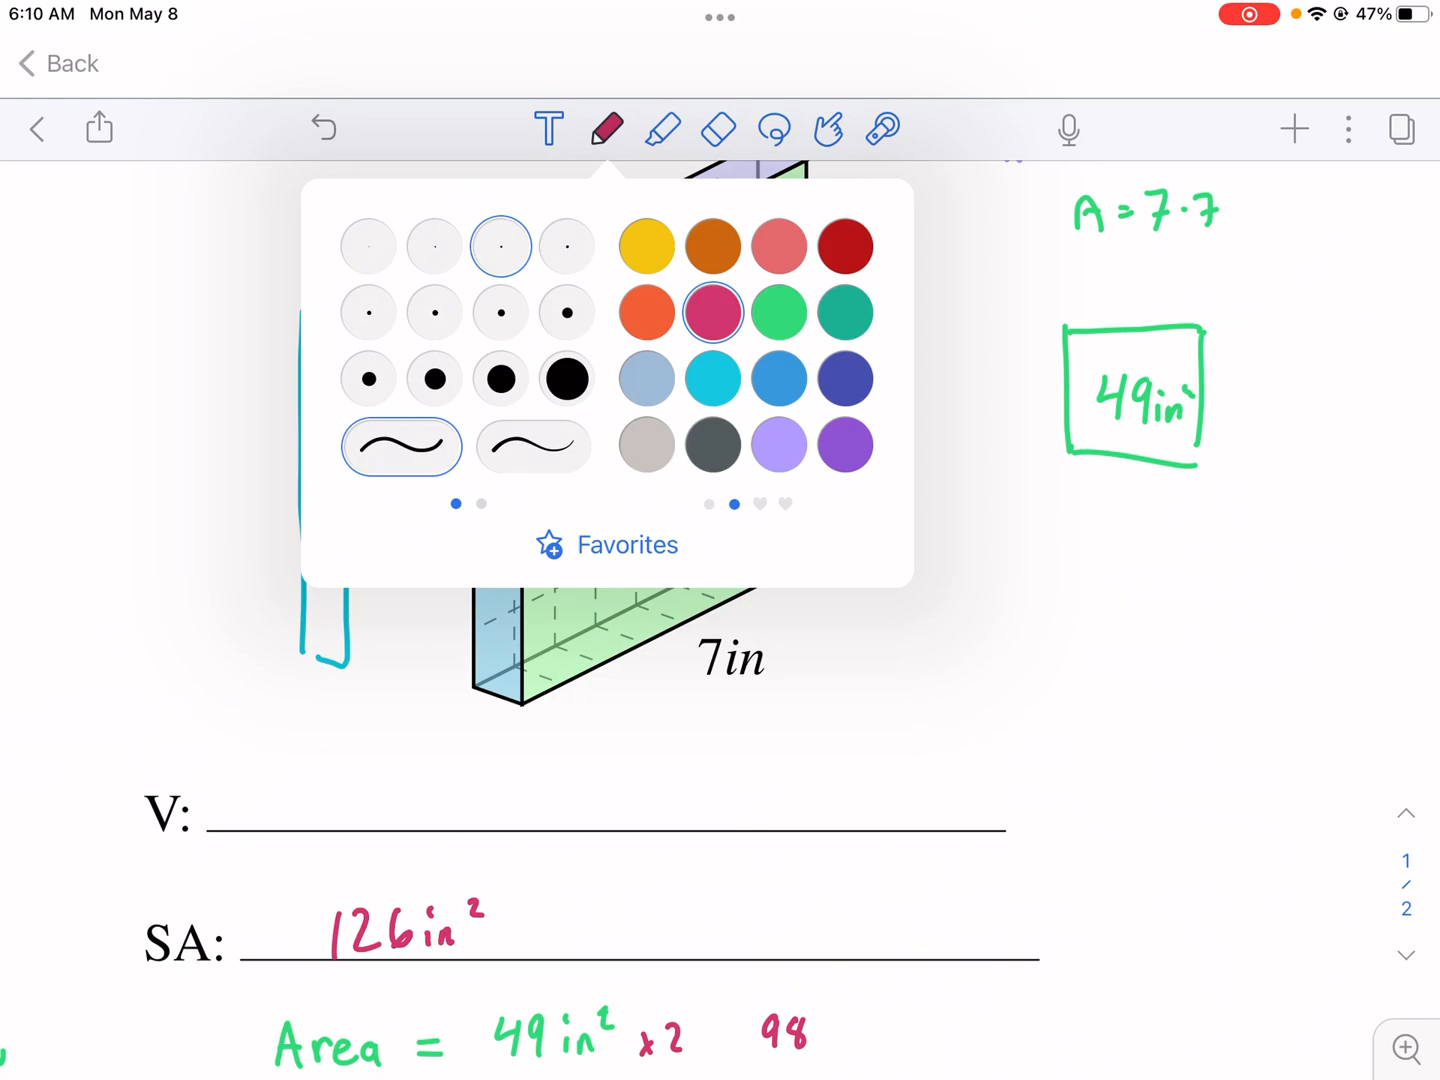 6:10 AM Mon May 8 47%
Back
T
A = 7·7
49in²
7in
V:
SA: 126in²
1
/
2
Area = 49in² x2 98
Favorites